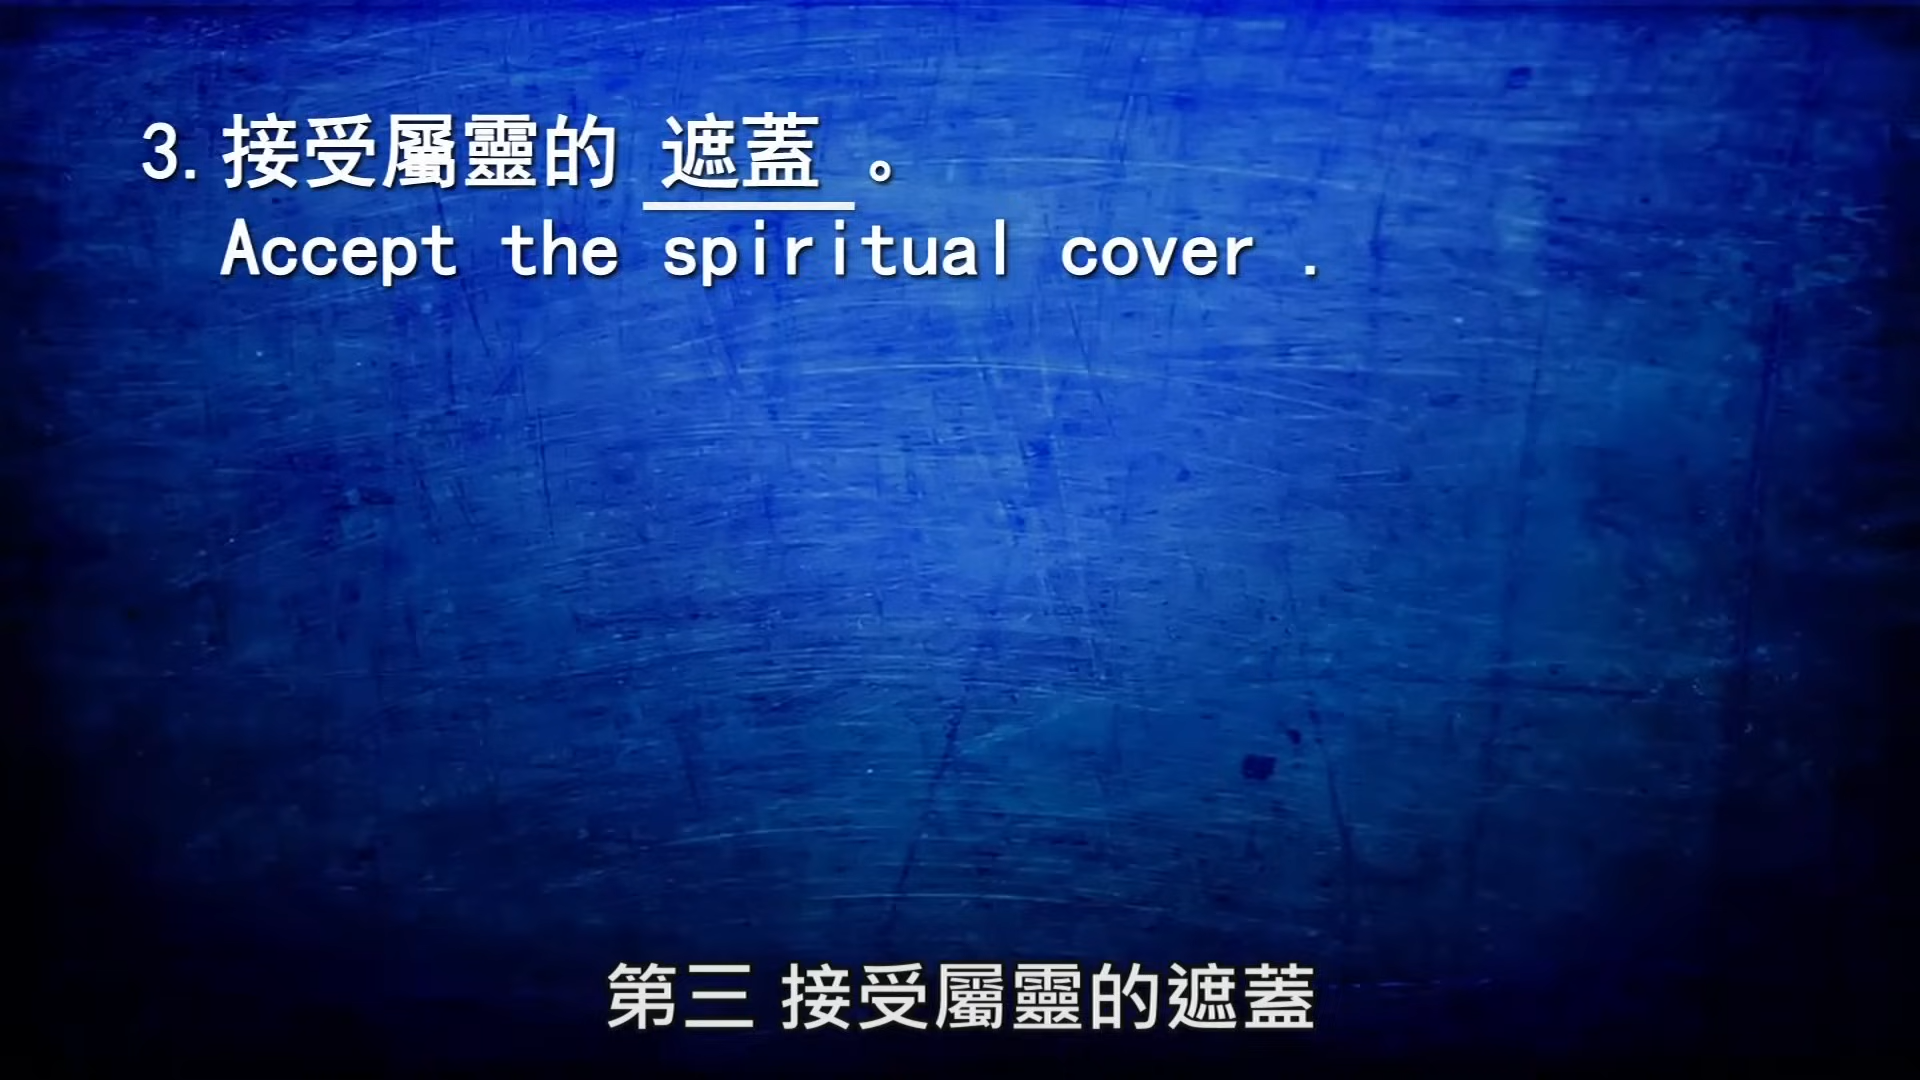 3.接受屬靈的 遮蓋 。
Accept the spiritual cover .
第三 接受屬靈的遮蓋